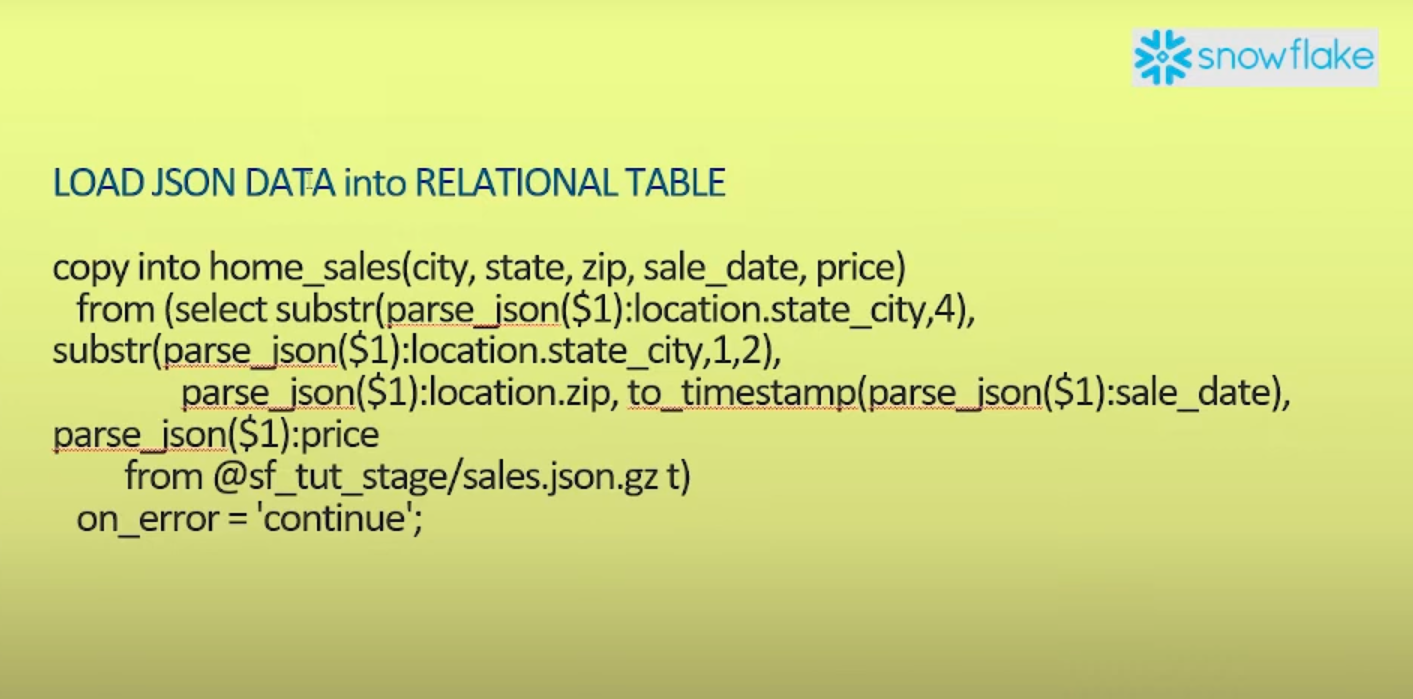 snowflake
LOAD JSON DATA into RELATIONAL TABLE
copy into home_sales(city, state, zip, sale_date, price)
from (select substr(parse_json($1):location.state_city,4),
substr(parse_json($1):location.state_city,1,2),
parse_json($1):location.zip, to_timestamp(parse_json($1):sale_date),
parse_json($1):price
from @sf_tut_stage/sales.json.gz t)
on_error = 'continue';